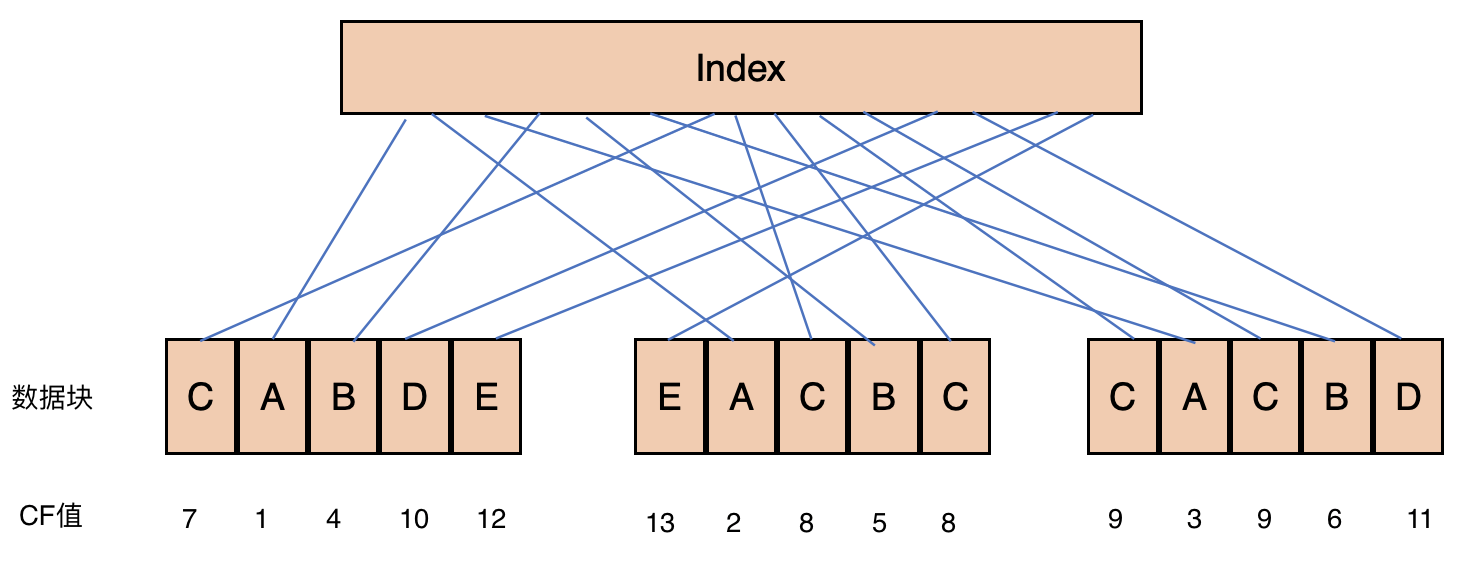 Index
数据块 C A B D E E A C B C C A C B D
CF值 7 1 4 10 12 13 2 8 5 8 9 3 9 6 11